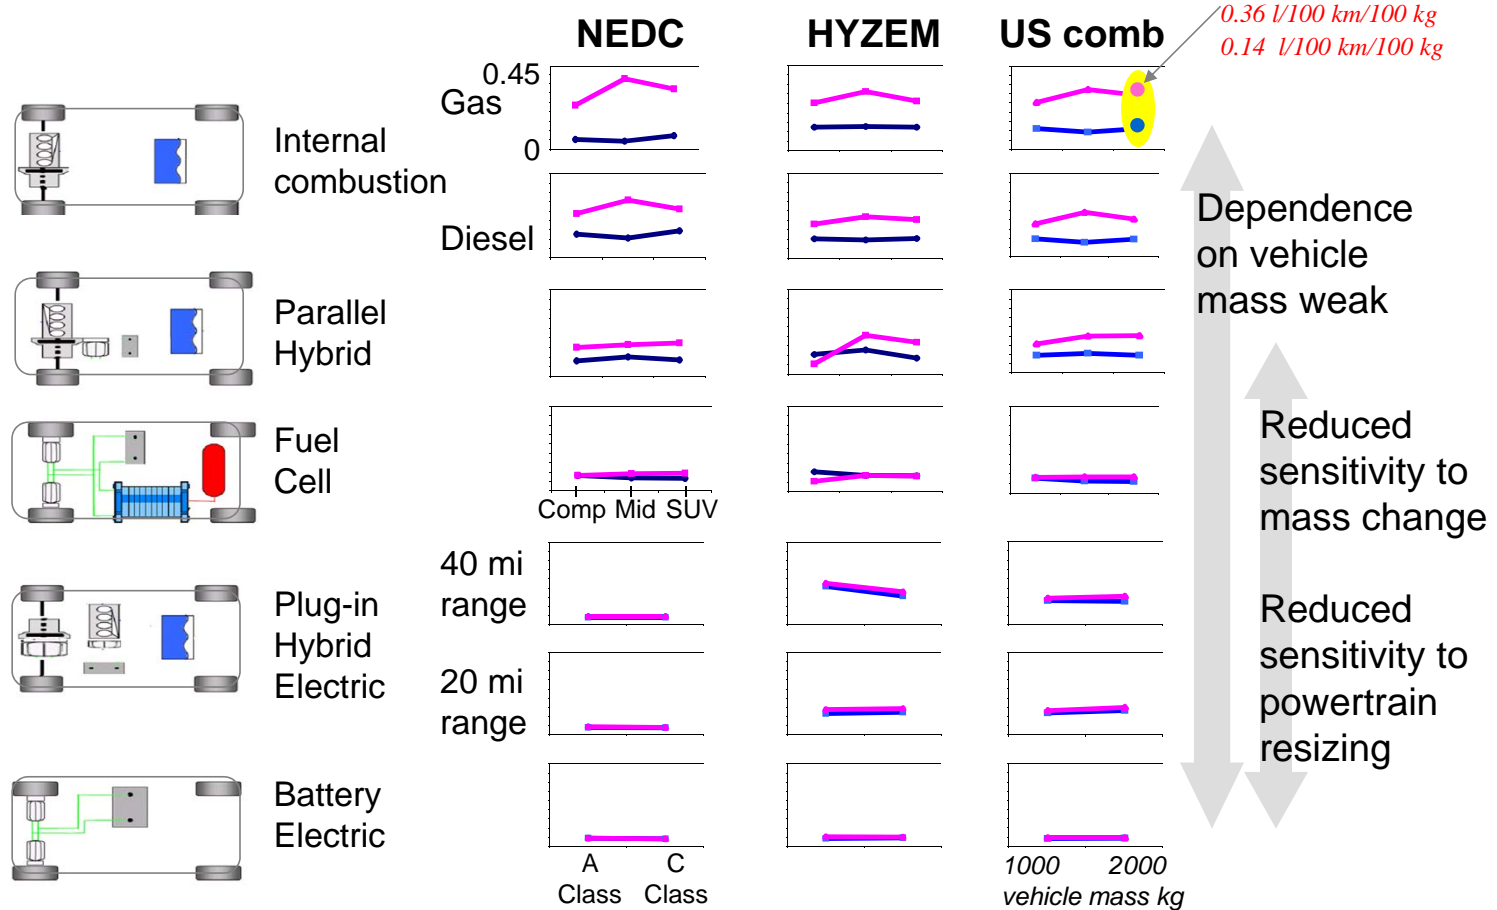 0.36 l/100 km/100 kg
0.14 l/100 km/100 kg
NEDC
HYZEM
US comb
0.45
Gas
0
Internal
combustion
Diesel
Dependence
on vehicle
mass weak
Parallel
Hybrid
Fuel
Cell
Comp Mid SUV
Reduced
sensitivity to
mass change
40 mi
range
Plug-in
Hybrid
Electric
20 mi
range
Reduced
sensitivity to
powertrain
resizing
Battery
Electric
A
Class
C
Class
1000
2000
vehicle mass kg